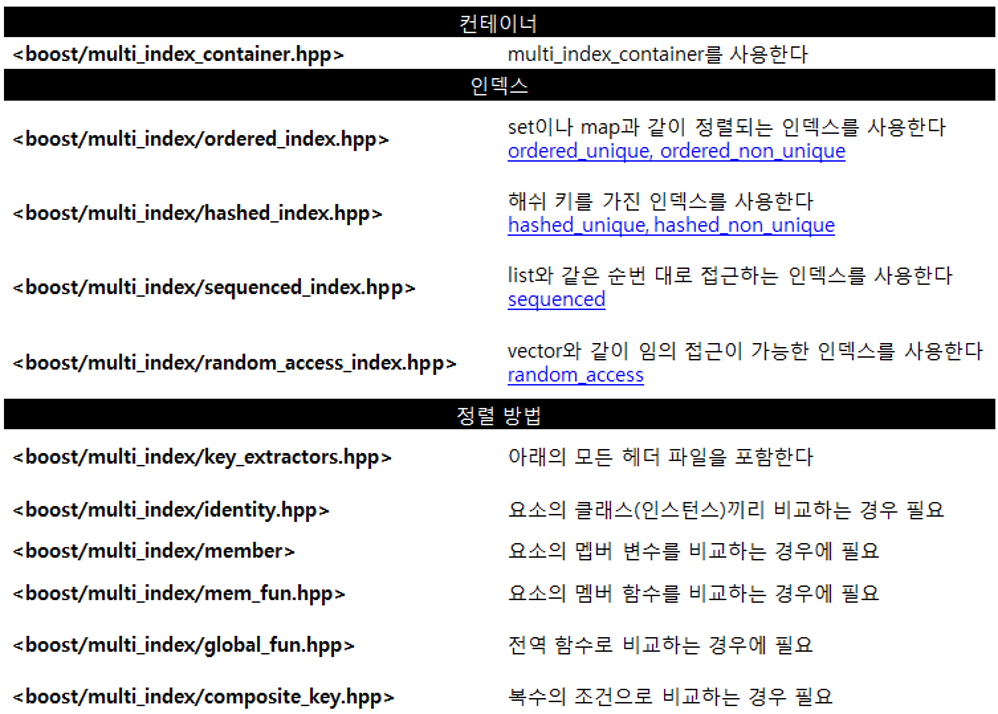 컨테이너
<boost/multi_index_container.hpp> multi_index_container를 사용한다
인덱스
<boost/multi_index/ordered_index.hpp> set이나 map과 같이 정렬되는 인덱스를 사용한다
ordered_unique, ordered_non_unique
<boost/multi_index/hashed_index.hpp> 해쉬 키를 가진 인덱스를 사용한다
hashed_unique, hashed_non_unique
<boost/multi_index/sequenced_index.hpp> list와 같은 순번 대로 접근하는 인덱스를 사용한다
sequenced
<boost/multi_index/random_access_index.hpp> vector와 같이 임의 접근이 가능한 인덱스를 사용한다
random_access
정렬 방법
<boost/multi_index/key_extractors.hpp> 아래의 모든 헤더 파일을 포함한다
<boost/multi_index/identity.hpp> 요소의 클래스(인스턴스)끼리 비교하는 경우 필요
<boost/multi_index/member> 요소의 멥버 변수를 비교하는 경우에 필요
<boost/multi_index/mem_fun.hpp> 요소의 멤버 함수를 비교하는 경우에 필요
<boost/multi_index/global_fun.hpp> 전역 함수로 비교하는 경우에 필요
<boost/multi_index/composite_key.hpp> 복수의 조건으로 비교하는 경우 필요